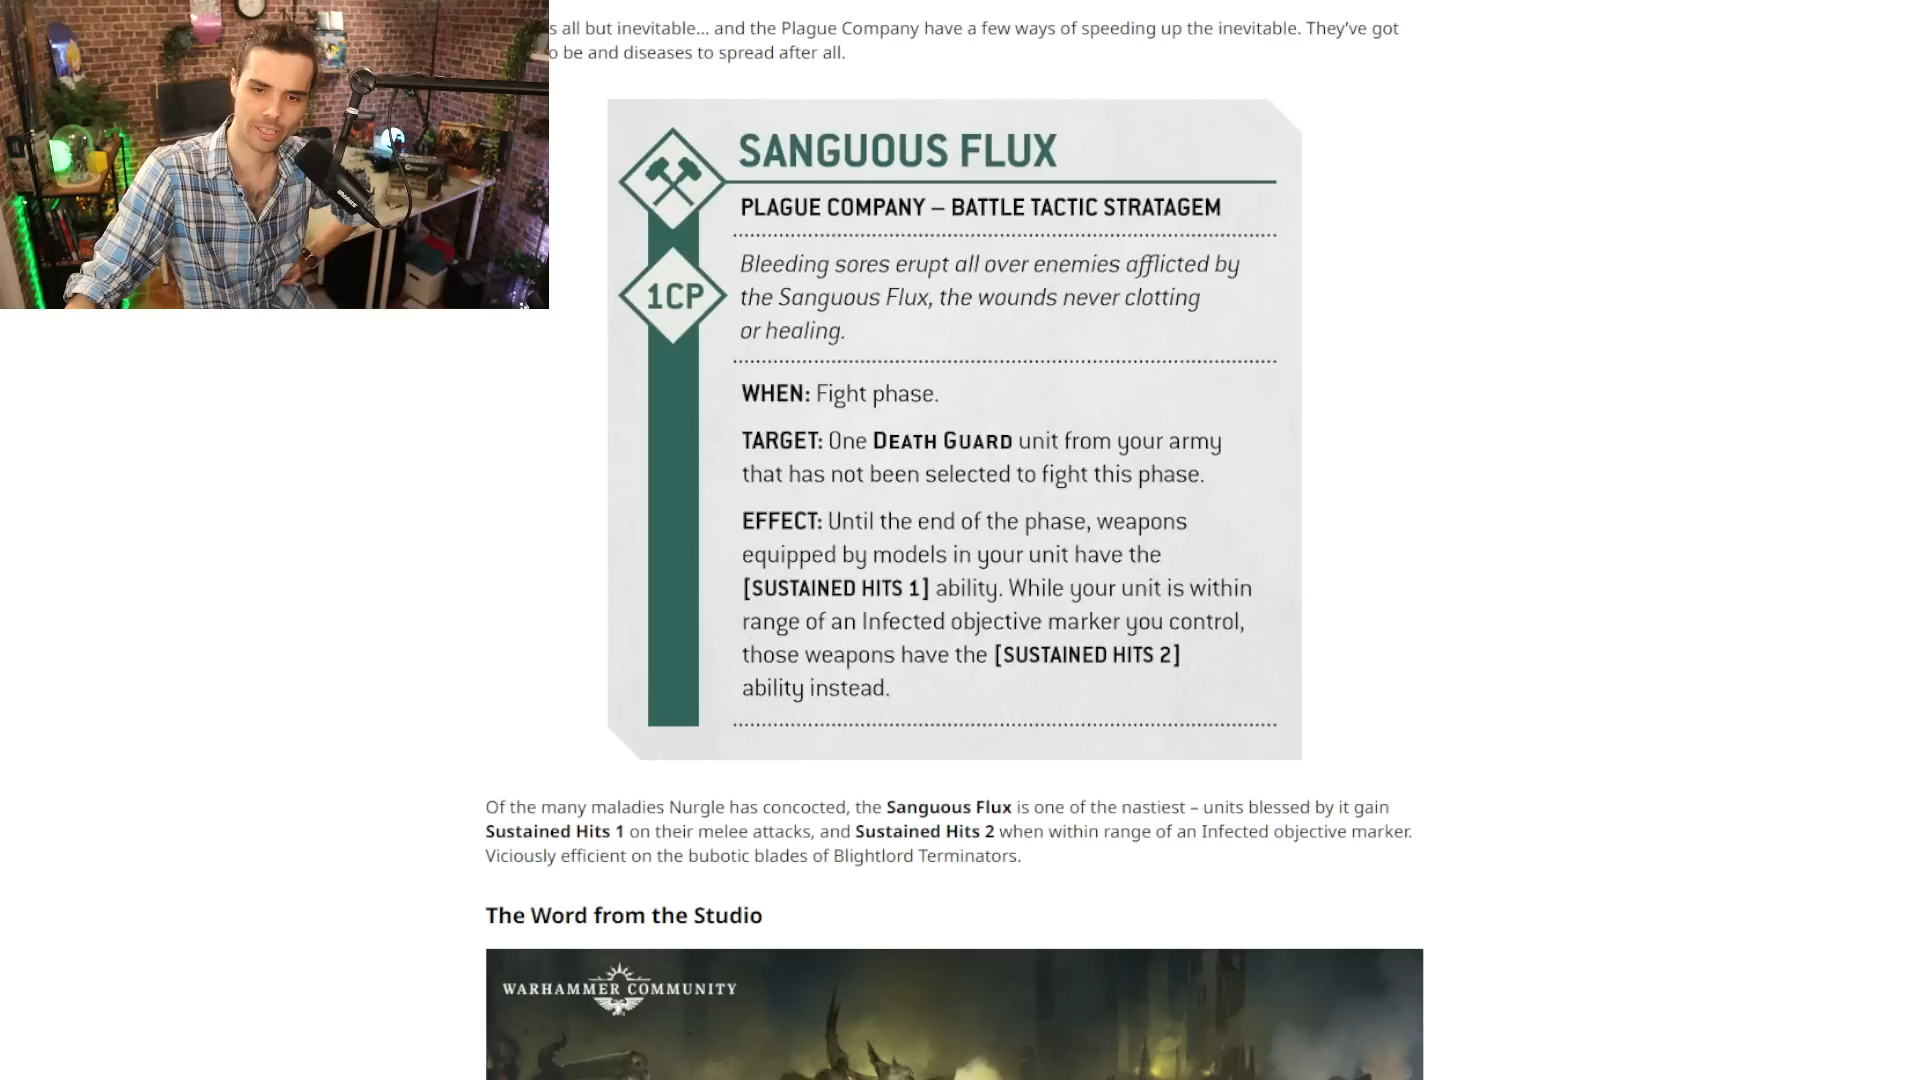 s all but inevitable... and the Plague Company have a few ways of speeding up the inevitable. They've got
o be and diseases to spread after all.
SANGUOUS FLUX
PLAGUE COMPANY – BATTLE TACTIC STRATAGEM
1CP
Bleeding sores erupt all over enemies afflicted by
the Sanguous Flux, the wounds never clotting
or healing.
WHEN: Fight phase.
TARGET: One DEATH GUARD unit from your army
that has not been selected to fight this phase.
EFFECT: Until the end of the phase, weapons
equipped by models in your unit have the
[SUSTAINED HITS 1] ability. While your unit is within
range of an Infected objective marker you control,
those weapons have the [SUSTAINED HITS 2]
ability instead.
Of the many maladies Nurgle has concocted, the Sanguous Flux is one of the nastiest – units blessed by it gain
Sustained Hits 1 on their melee attacks, and Sustained Hits 2 when within range of an Infected objective marker.
Viciously efficient on the bubotic blades of Blightlord Terminators.
The Word from the Studio
WARHAMMER COMMUNITY